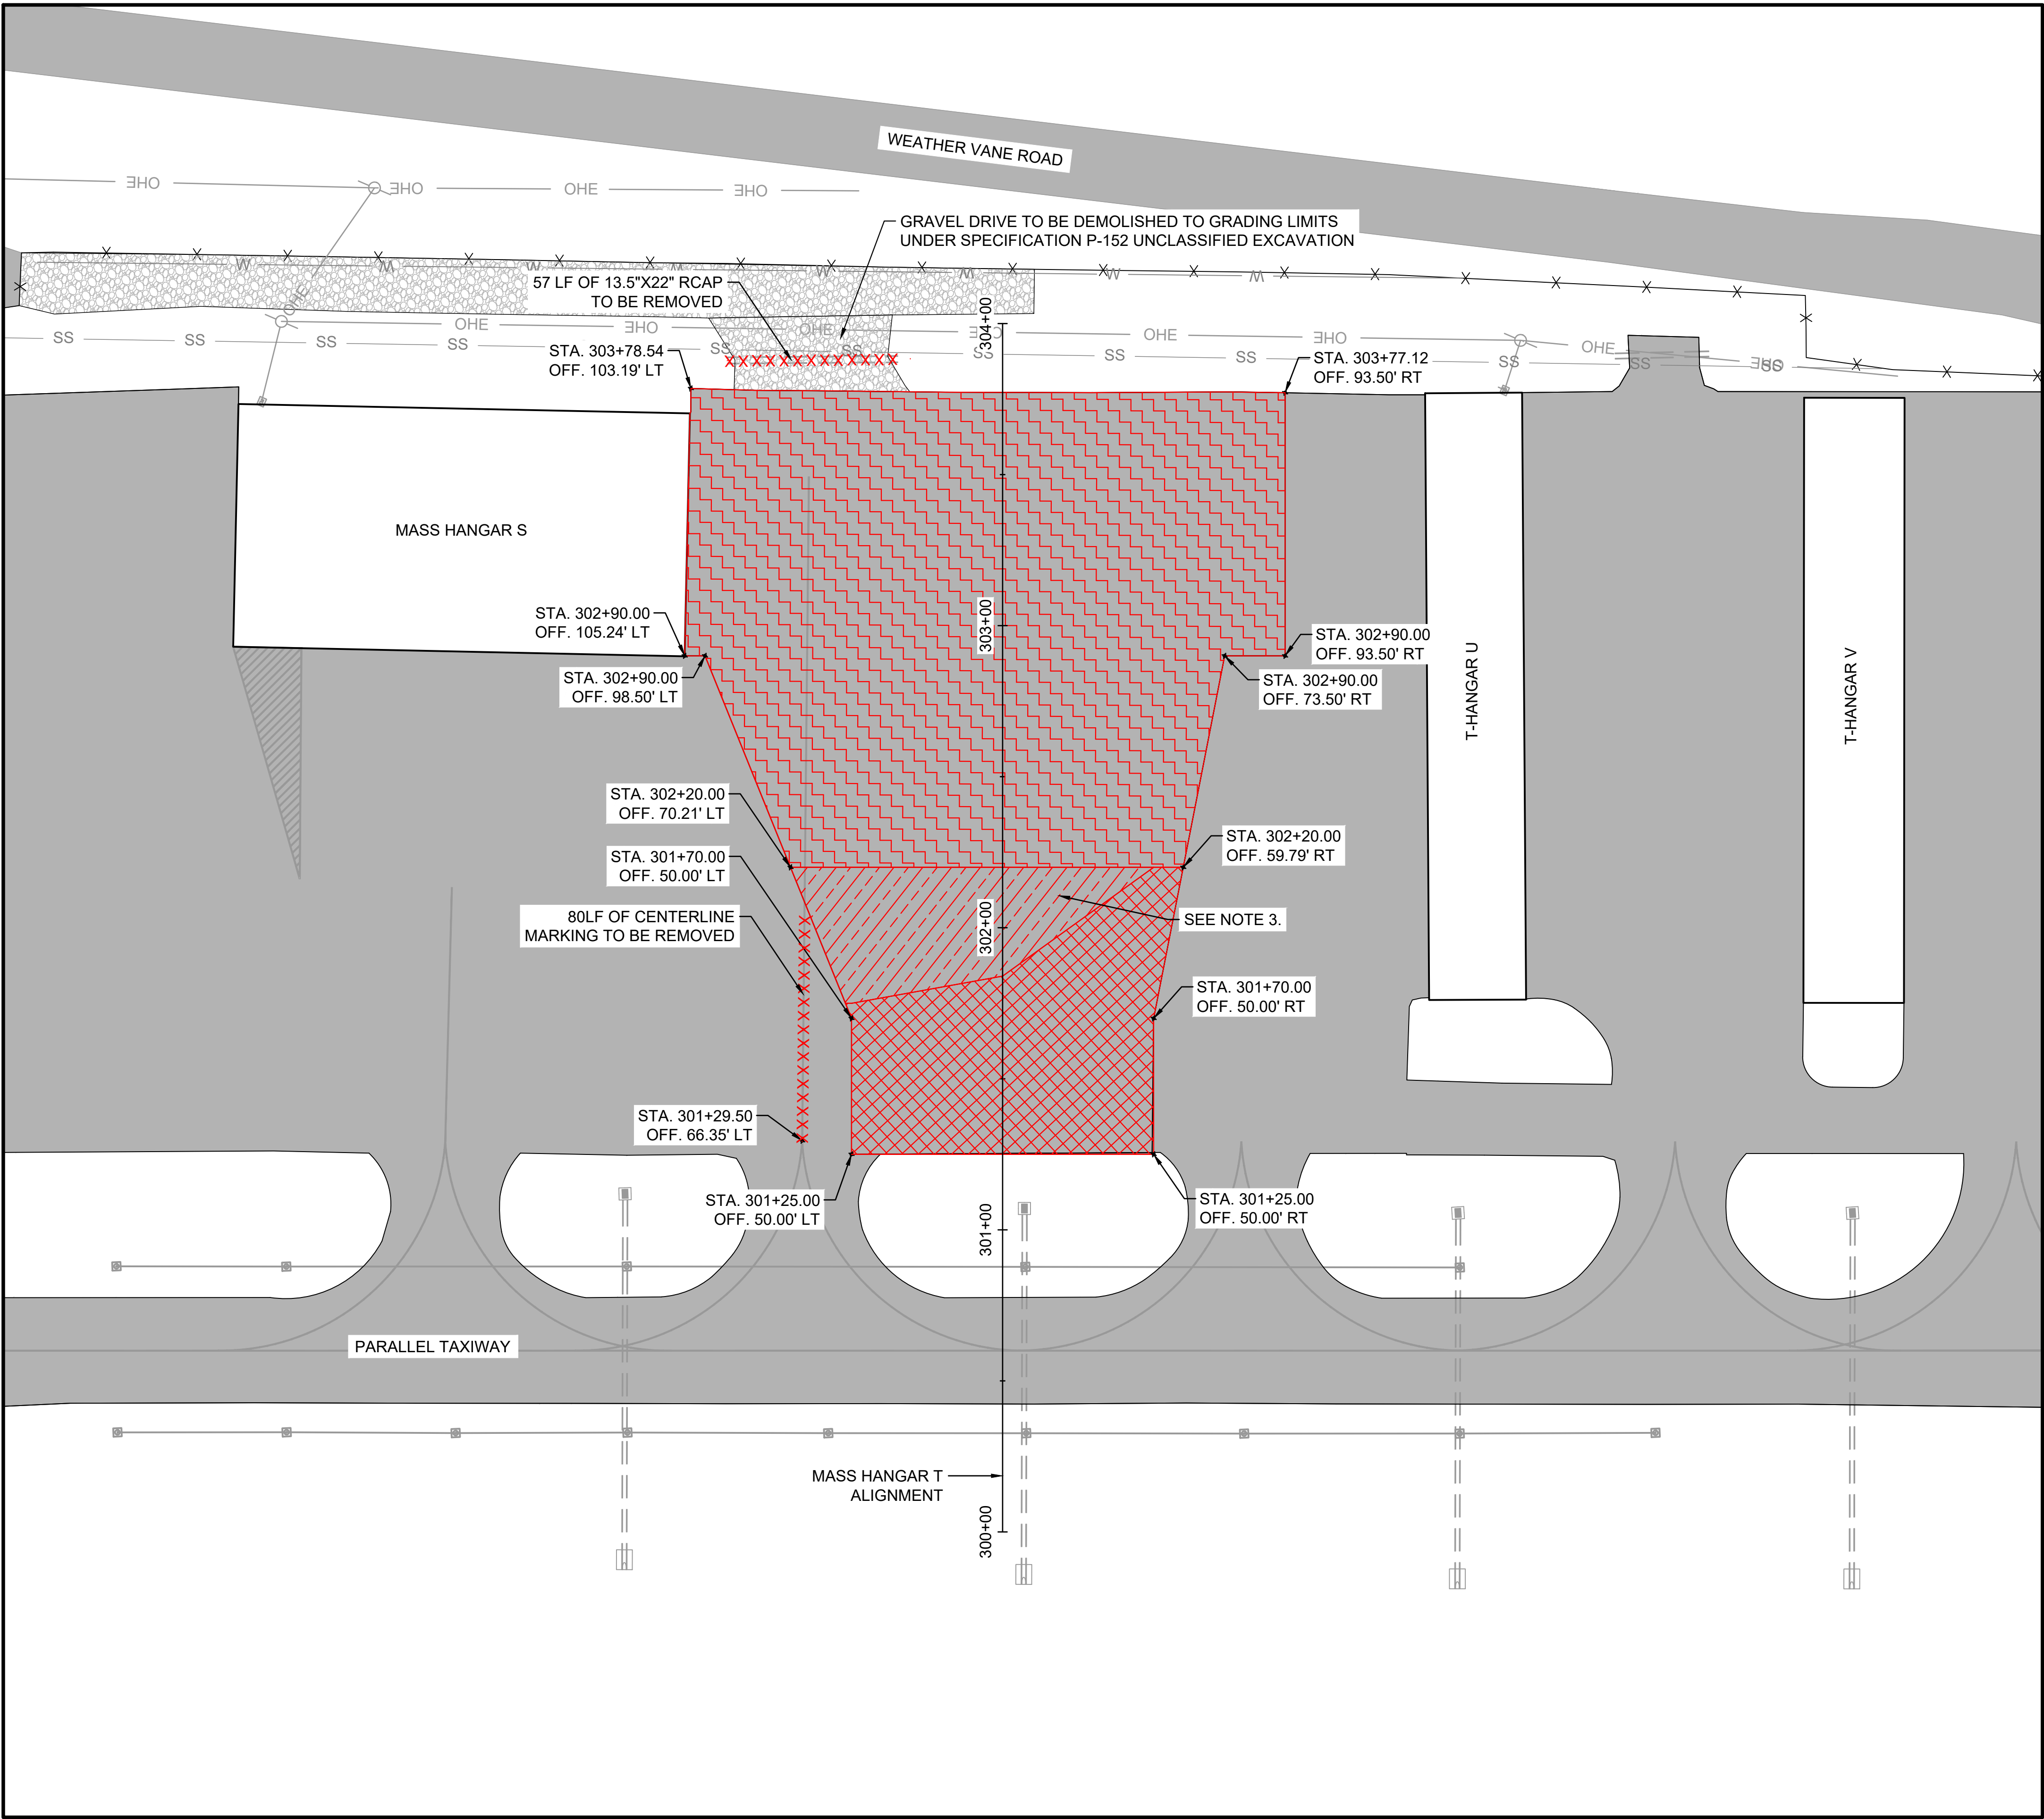 WEATHER VANE ROAD
OHE
OHE
OHE
OHE
GRAVEL DRIVE TO BE DEMOLISHED TO GRADING LIMITS
UNDER SPECIFICATION P-152 UNCLASSIFIED EXCAVATION
W W W W W W W W
57 LF OF 13.5"X22" RCAP
TO BE REMOVED
OHE
OHE OHE OHE OHE OHE OHE OHE OHE
SS SS SS SS SS SS SS SS SS SS SS SS
304+00
STA. 303+78.54
OFF. 103.19' LT
STA. 303+77.12
OFF. 93.50' RT
MASS HANGAR S
STA. 302+90.00
OFF. 105.24' LT
303+00
STA. 302+90.00
OFF. 93.50' RT
STA. 302+90.00
OFF. 98.50' LT
STA. 302+90.00
OFF. 73.50' RT
T-HANGAR U
T-HANGAR V
STA. 302+20.00
OFF. 70.21' LT
STA. 302+20.00
OFF. 59.79' RT
STA. 301+70.00
OFF. 50.00' LT
80LF OF CENTERLINE
MARKING TO BE REMOVED
302+00
SEE NOTE 3.
STA. 301+70.00
OFF. 50.00' RT
STA. 301+29.50
OFF. 66.35' LT
STA. 301+25.00
OFF. 50.00' LT
301+00
STA. 301+25.00
OFF. 50.00' RT
PARALLEL TAXIWAY
MASS HANGAR T
ALIGNMENT
300+00